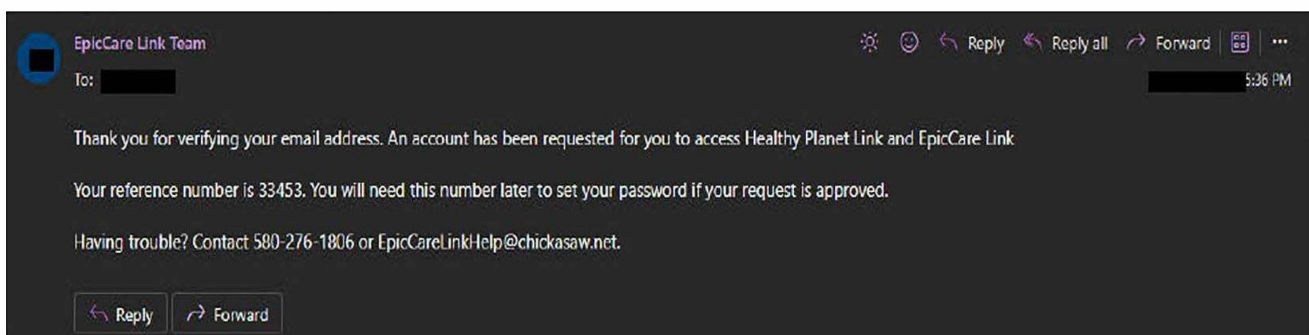 EpicCare Link Team
Reply Reply all Forward
To:
5:36 PM
Thank you for verifying your email address. An account has been requested for you to access Healthy Planet Link and EpicCare Link
Your reference number is 33453. You will need this number later to set your password if your request is approved.
Having trouble? Contact 580-276-1806 or EpicCareLinkHelp@chickasaw.net.
Reply Forward